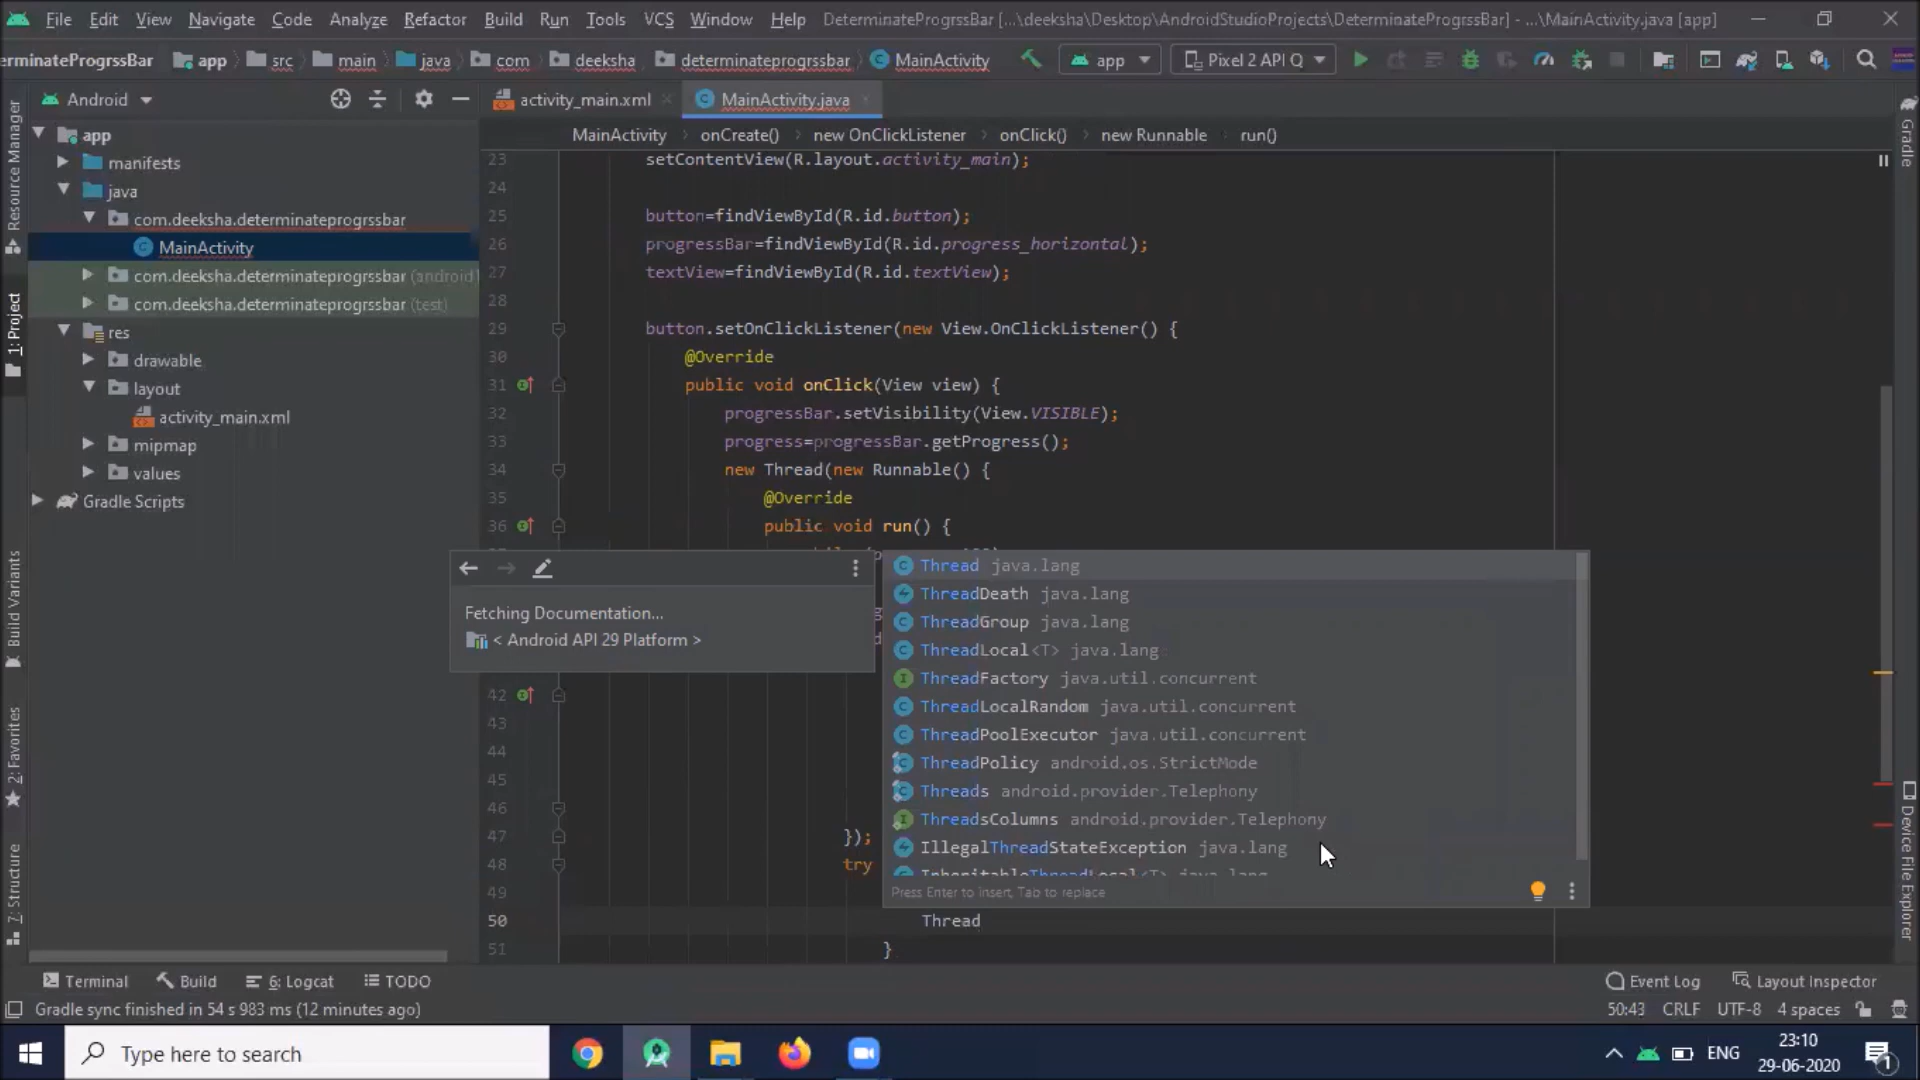 File Edit View Navigate Code Analyze Refactor Build Run Tools VCS Window Help DeterminateProgrssBar [...\deeksha\Desktop\AndroidStudioProjects\DeterminateProgrssBar] - ...\MainActivity.java [app]
erminateProgrssBar app src main java com deeksha determinateprogrssbar MainActivity app Pixel 2 API Q
Android activity_main.xml MainActivity.java
MainActivity onCreate() new OnClickListener onClick() new Runnable run()
Resource Manager
1: Project
Build Variants
2: Favorites
7: Structure
app
manifests
java
com.deeksha.determinateprogrssbar
MainActivity
com.deeksha.determinateprogrssbar (android
com.deeksha.determinateprogrssbar (test)
res
drawable
layout
activity_main.xml
mipmap
values
Gradle Scripts
23 setContentView(R.layout.activity_main);
24
25 button=findViewById(R.id.button);
26 progressBar=findViewById(R.id.progress_horizontal);
27 textView=findViewById(R.id.textView);
28
29 button.setOnClickListener(new View.OnClickListener() {
30 @Override
31 public void onClick(View view) {
32 progressBar.setVisibility(View.VISIBLE);
33 progress=progressBar.getProgress();
34 new Thread(new Runnable() {
35 @Override
36 public void run() {
Fetching Documentation...
< Android API 29 Platform >
Thread java.lang
ThreadDeath java.lang
ThreadGroup java.lang
ThreadLocal<T> java.lang
ThreadFactory java.util.concurrent
ThreadLocalRandom java.util.concurrent
ThreadPoolExecutor java.util.concurrent
ThreadPolicy android.os.StrictMode
Threads android.provider.Telephony
ThreadsColumns android.provider.Telephony
IllegalThreadStateException java.lang
InheritableThreadLocal<T> java.lang
Press Enter to insert, Tab to replace
42
43
44
45
46
47 });
48 try
49
50 Thread
51 }
Gradle
Device File Explorer
Terminal Build 6: Logcat TODO Event Log Layout Inspector
Gradle sync finished in 54 s 983 ms (12 minutes ago) 50:43 CRLF UTF-8 4 spaces
Type here to search ENG 23:10
29-06-2020
1